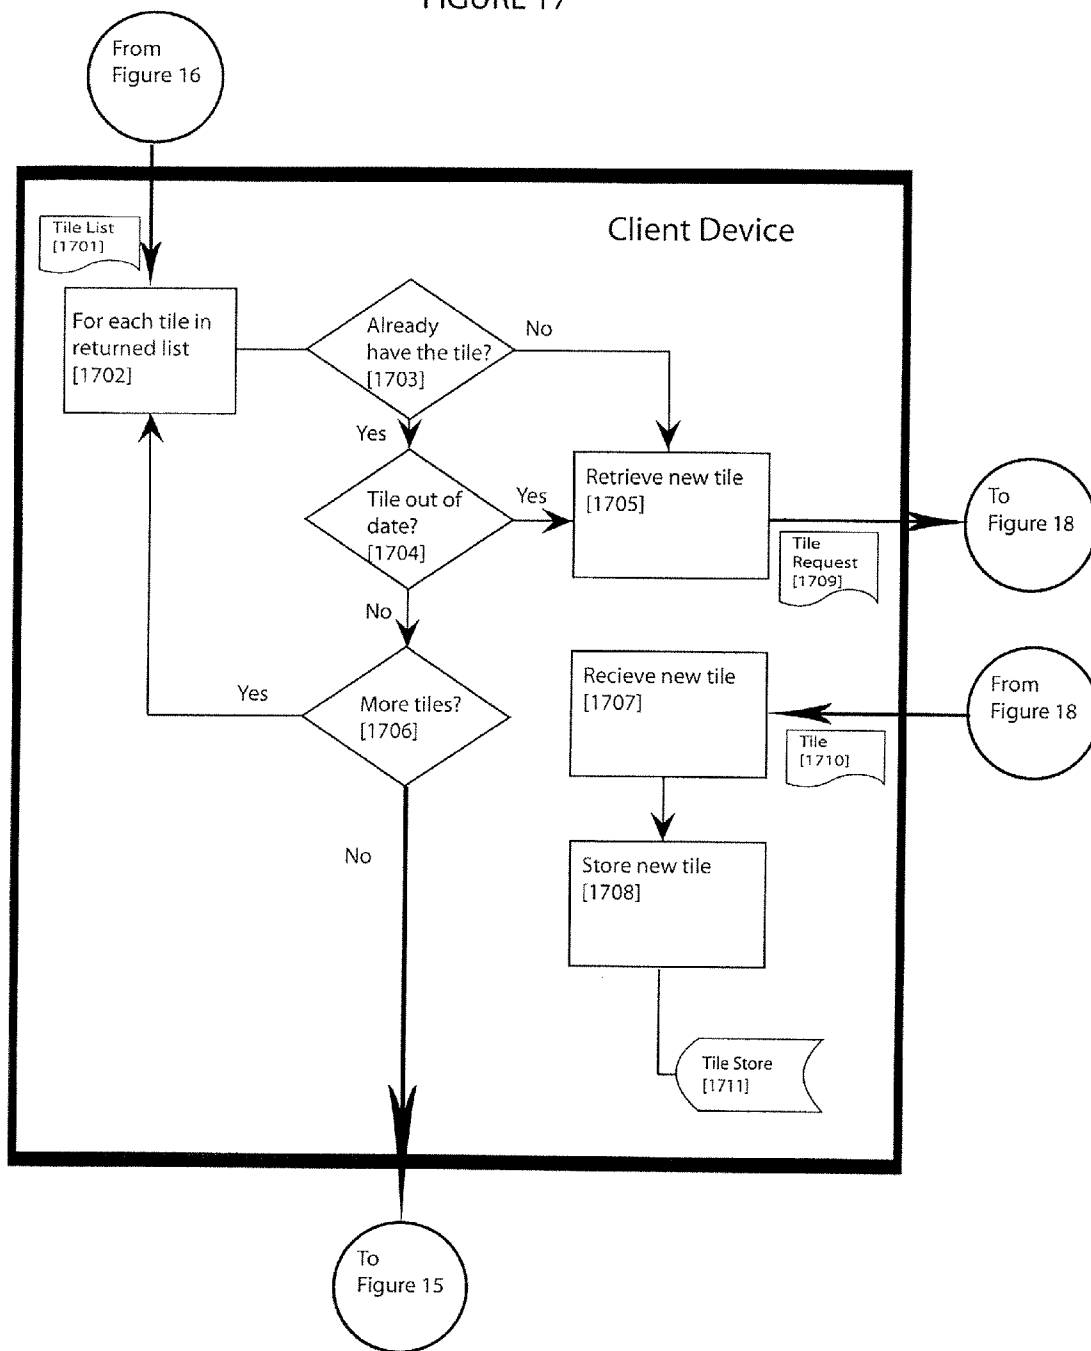 FIGURE 17
From
Figure 16
Client Device
Tile List
[1701]
For each tile in
returned list
[1702]
Already
have the tile?
[1703]
No
Yes
Tile out of
date?
[1704]
Yes
Retrieve new tile
[1705]
To
Figure 18
Tile
Request
[1709]
No
More tiles?
[1706]
Yes
Recieve new tile
[1707]
From
Figure 18
Tile
[1710]
No
Store new tile
[1708]
Tile Store
[1711]
To
Figure 15